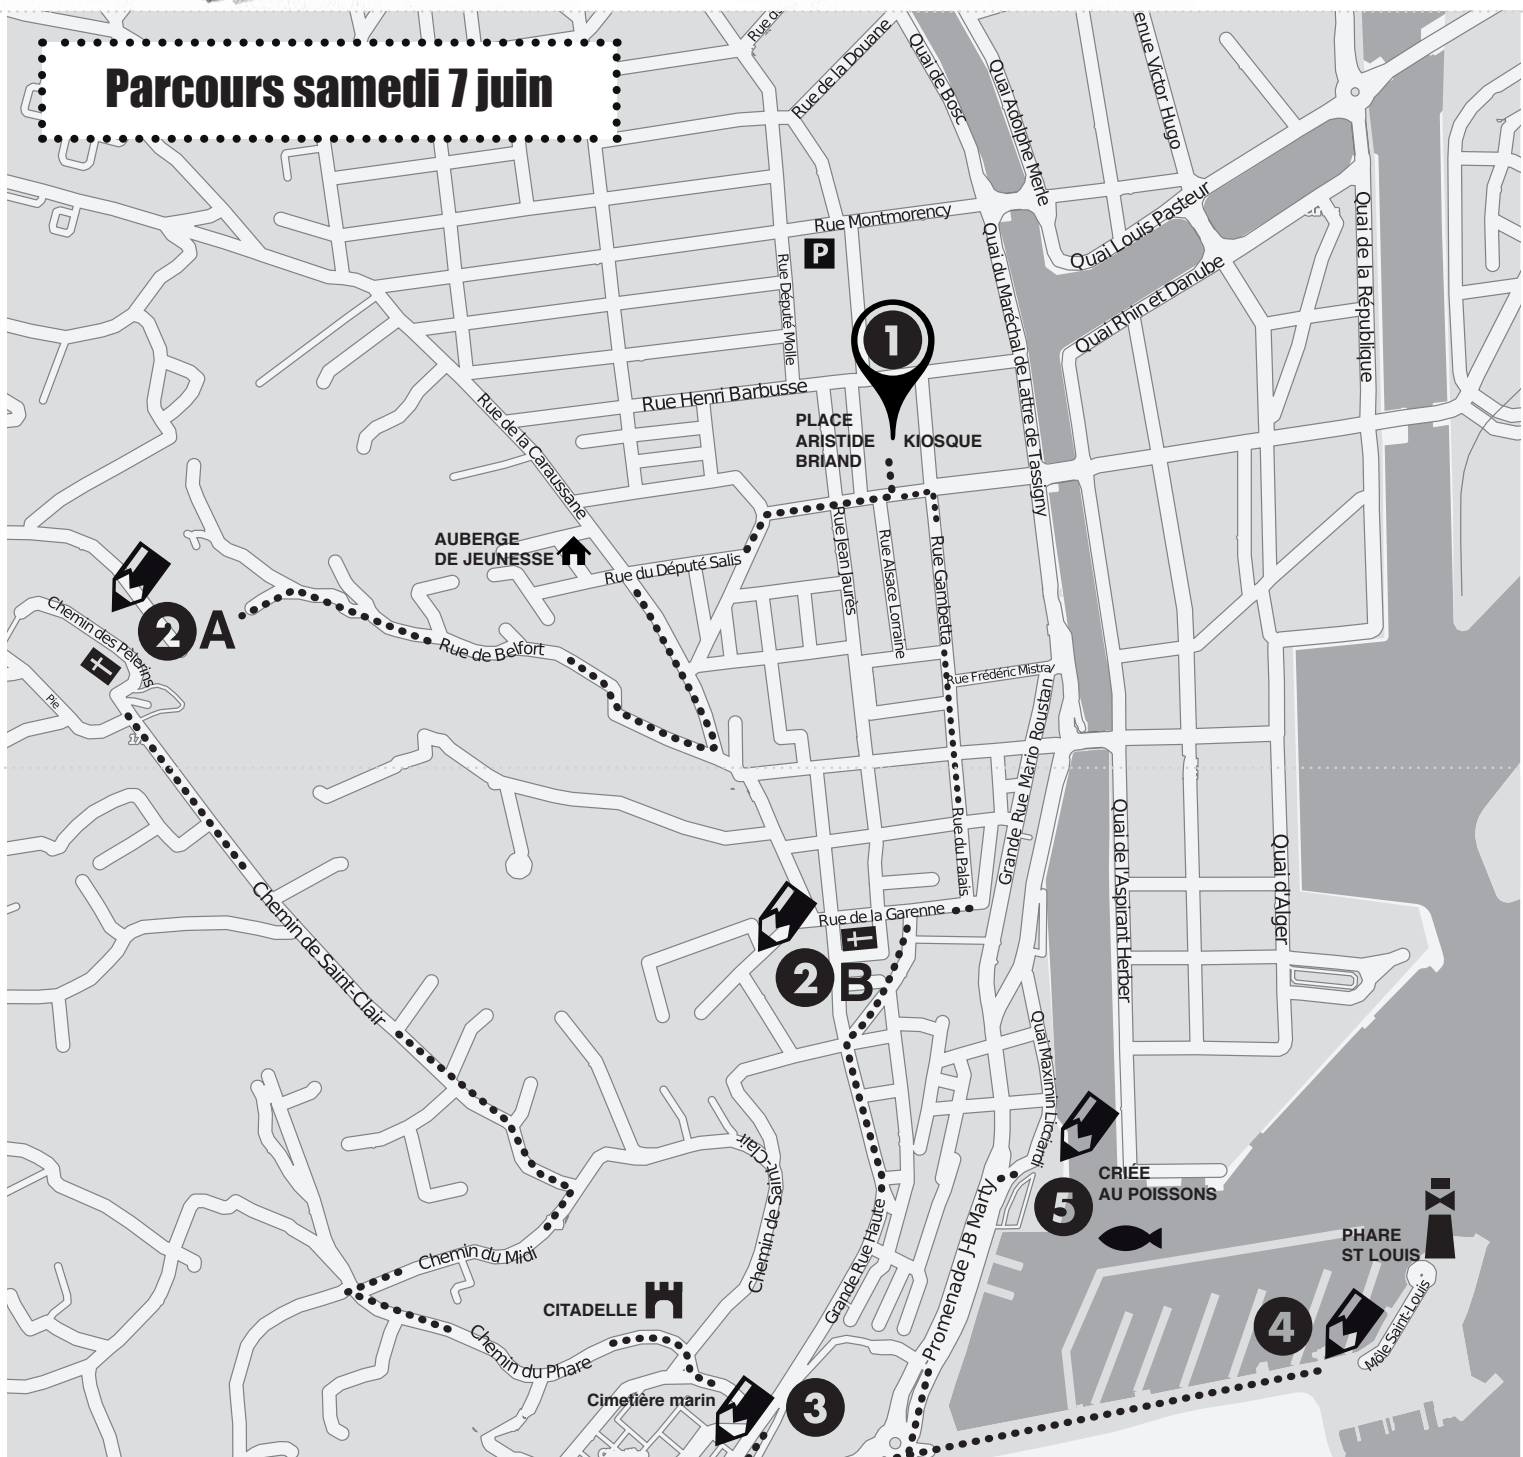 Parcours samedi 7 juin
Rue de la Douane
Quai de Bosc
Quai Adolphe Merle
enue Victor Hugo
Rue Montmorency
P
Quai Louis Pasteur
Quai Rhin et Danube
Quai de la République
Rue Député Molle
Quai du Maréchal de Lattre de Tassigny
1
Rue Henri Barbusse
PLACE
ARISTIDE
BRIAND
KIOSQUE
Rue de la Caraussane
AUBERGE
DE JEUNESSE
Rue du Député Salis
Rue Jean Jaurès
Rue Alsace Lorraine
Rue Gambetta
Chemin des Pèlerins
2 A
Rue de Belfort
Pie
Rue Frédéric Mistral
Grande Rue Mario Roustan
Rue du Palais
Quai de l'Aspirant Herber
Quai d'Alger
Chemin de Saint-Clair
Rue de la Garenne
2 B
Quai Maximin Licciardi
Chemin de Saint-Clair
CRIÉE
AU POISSONS
5
PHARE
ST LOUIS
Grande Rue Haute
Promenade J-B Marty
Chemin du Midi
CITADELLE
4
Môle Saint-Louis
Chemin du Phare
Cimetière marin
3